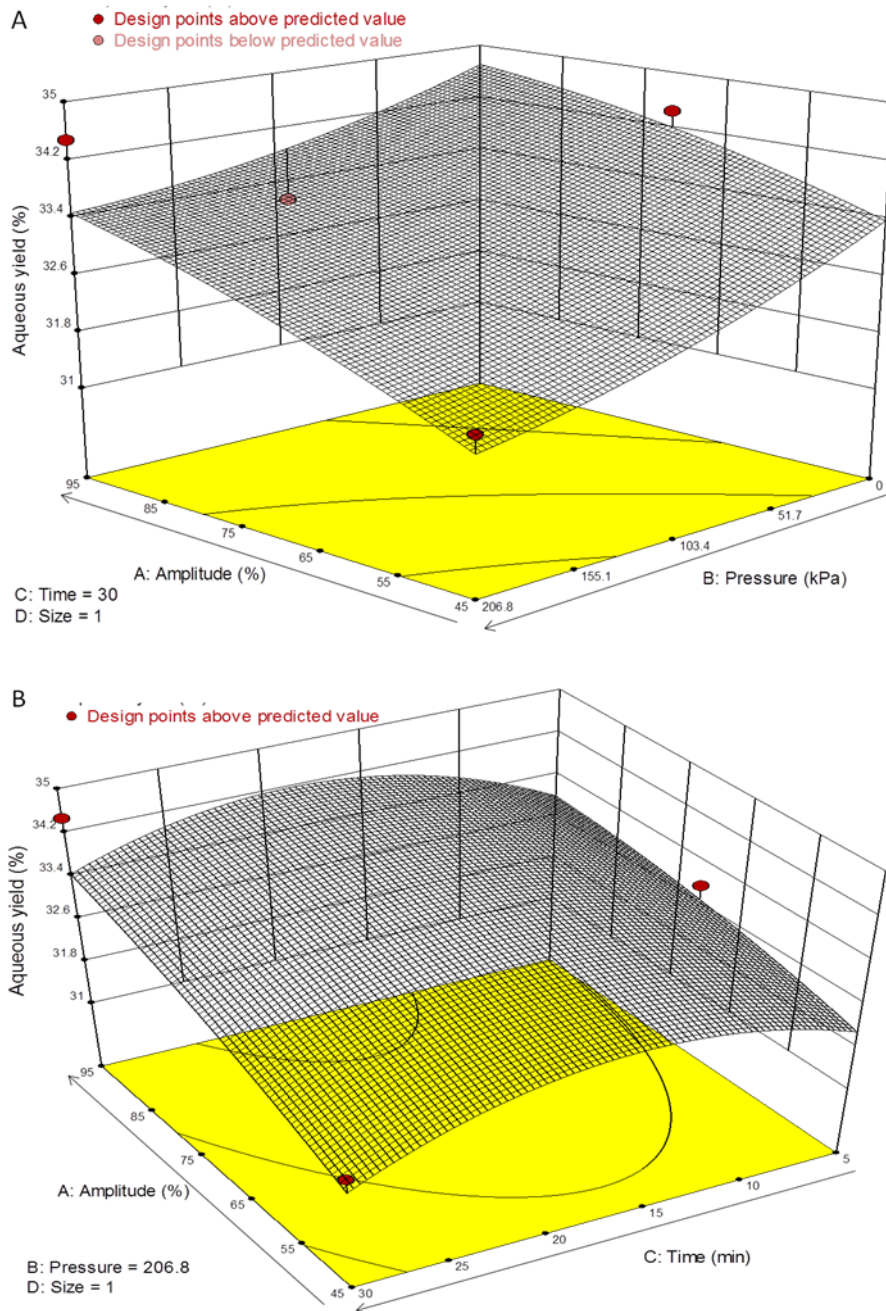 A
Design points above predicted value
Design points below predicted value
35
34.2
33.4
32.6
31.8
31
Aqueous yield (%)
95
85
75
65
55
45
A: Amplitude (%)
206.8
155.1
103.4
51.7
0
B: Pressure (kPa)
C: Time = 30
D: Size = 1
B
Design points above predicted value
35
34.2
33.4
32.6
31.8
31
Aqueous yield (%)
95
85
75
65
55
45
A: Amplitude (%)
30
25
20
15
10
5
C: Time (min)
B: Pressure = 206.8
D: Size = 1